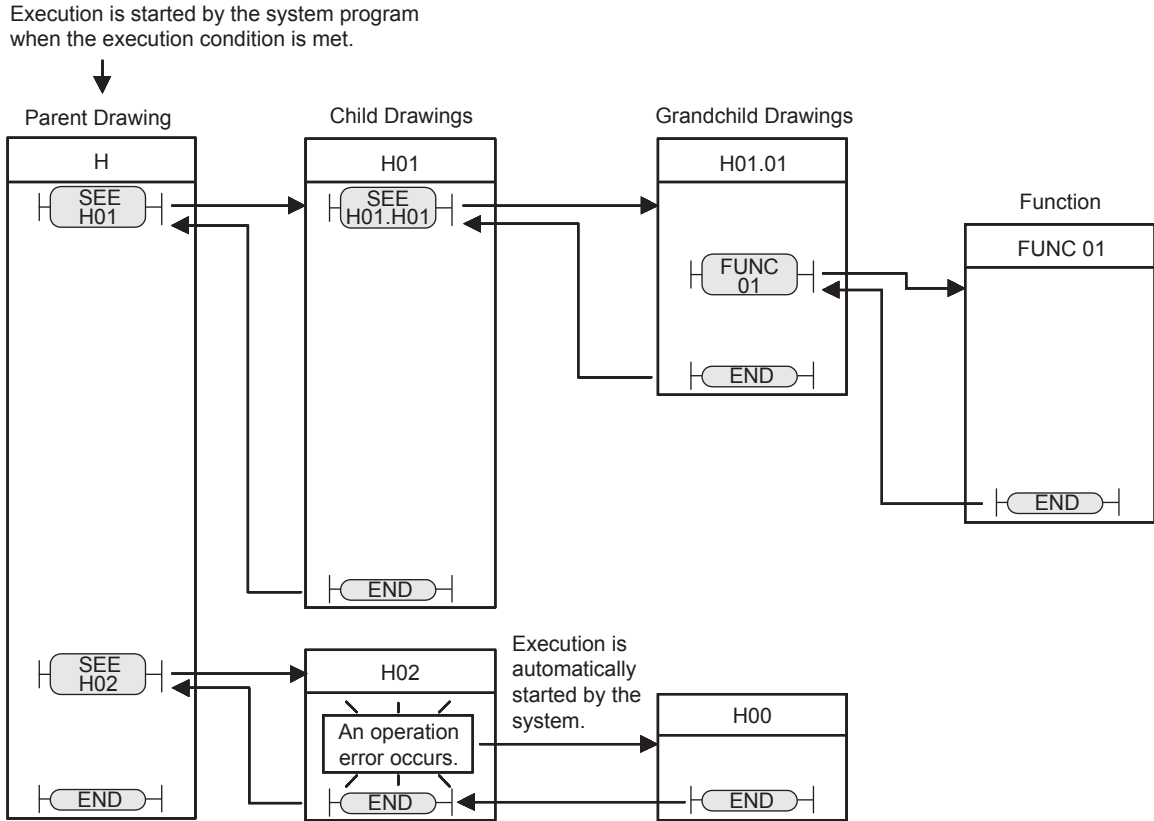 Execution is started by the system program
when the execution condition is met.
Parent Drawing
Child Drawings
Grandchild Drawings
H
H01
H01.01
SEE
H01
SEE
H01.H01
Function
FUNC 01
FUNC
01
END
END
END
SEE
H02
H02
Execution is
automatically
started by the
system.
An operation
error occurs.
H00
END
END
END